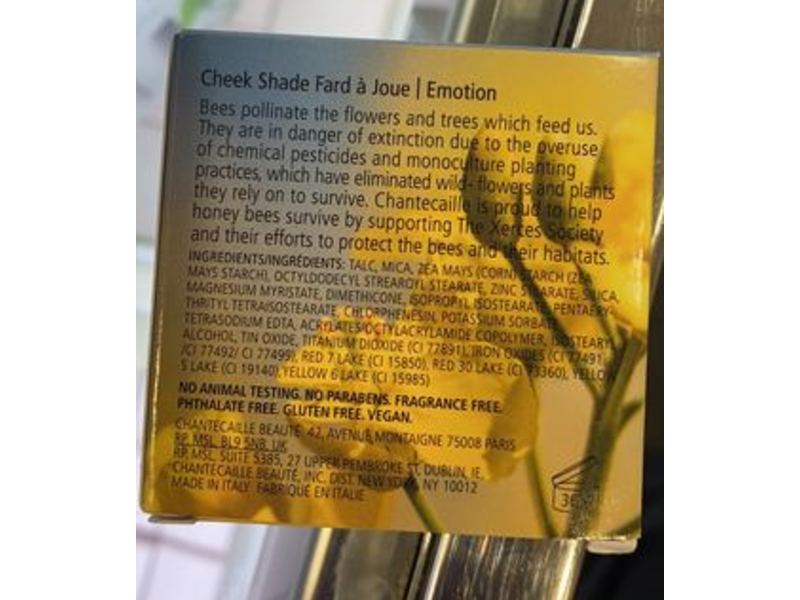 Cheek Shade Fard à Joue | Emotion
Bees pollinate the flowers and trees which feed us.
They are in danger of extinction due to the overuse
of chemical pesticides and monoculture planting
practices, which have eliminated wild- flowers and plants
they rely on to survive. Chantecaille is proud to help
honey bees survive by supporting The Xerces Society
and their efforts to protect the bees and their habitats.
INGREDIENTS/INGRÉDIENTS: TALC, MICA, ZEA MAYS (CORN) STARCH (ZEA
MAYS STARCH), OCTYLDODECYL STEAROYL STEARATE, ZINC STEARATE, SILICA,
MAGNESIUM MYRISTATE, DIMETHICONE, ISOPROPYL ISOSTEARATE, PENTAERY-
THRITYL TETRAISOSTEARATE, CHLORPHENESIN, POTASSIUM SORBATE,
TETRASODIUM EDTA, ACRYLATES/OCTYLACRYLAMIDE COPOLYMER, ISOSTEARYL
ALCOHOL, TIN OXIDE, TITANIUM DIOXIDE (CI 77891), IRON OXIDES (CI 77491
/CI 77492/ CI 77499), RED 7 LAKE (CI 15850), RED 30 LAKE (CI 73360), YELLOW
5 LAKE (CI 19140), YELLOW 6 LAKE (CI 15985)
NO ANIMAL TESTING. NO PARABENS. FRAGRANCE FREE.
PHTHALATE FREE. GLUTEN FREE. VEGAN.
CHANTECAILLE BEAUTÉ 42, AVENUE MONTAIGNE 75008 PARIS
RP, MSL, BL9 5NB, UK
RP, MSL, SUITE 5385, 27 UPPER PEMBROKE ST, DUBLIN, IE,
CHANTECAILLE BEAUTÉ, INC. DIST. NEW YORK, NY 10012
MADE IN ITALY. FABRIQUÉ EN ITALIE